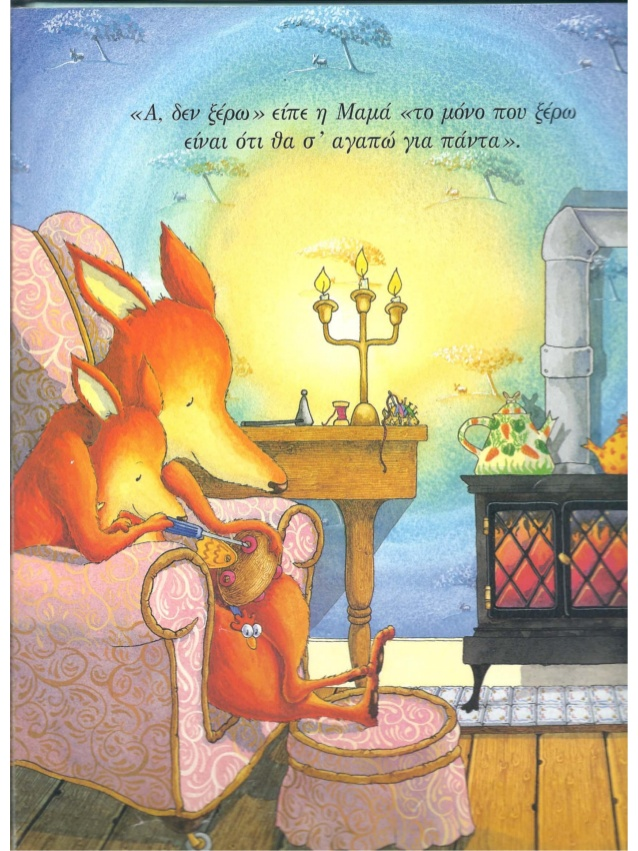 «Α, δεν ξέρω» είπε η Μαμά «το μόνο που ξέρω
είναι ότι θα σ’ αγαπώ για πάντα».